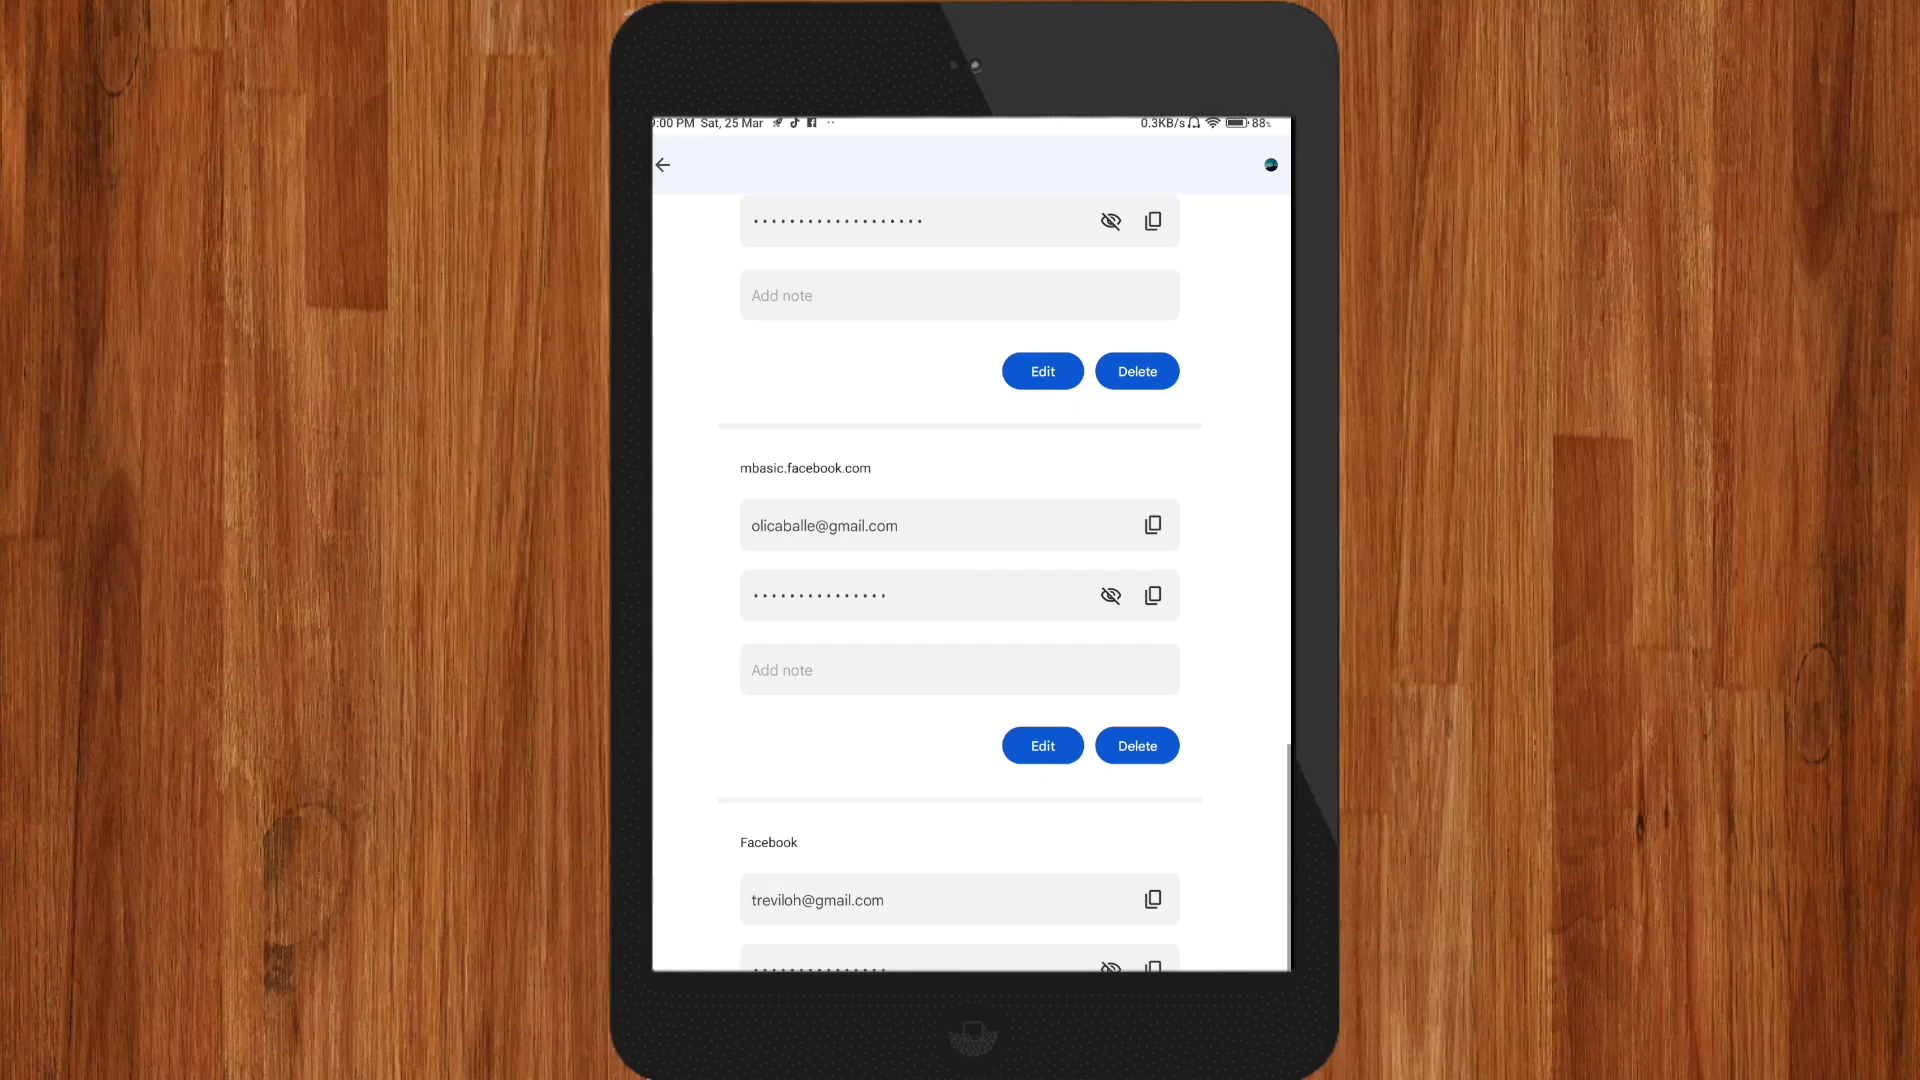 :00 PM Sat, 25 Mar 0.3KB/s 88%
Add note
Edit Delete
mbasic.facebook.com
olicaballe@gmail.com
Add note
Edit Delete
Facebook
treviloh@gmail.com